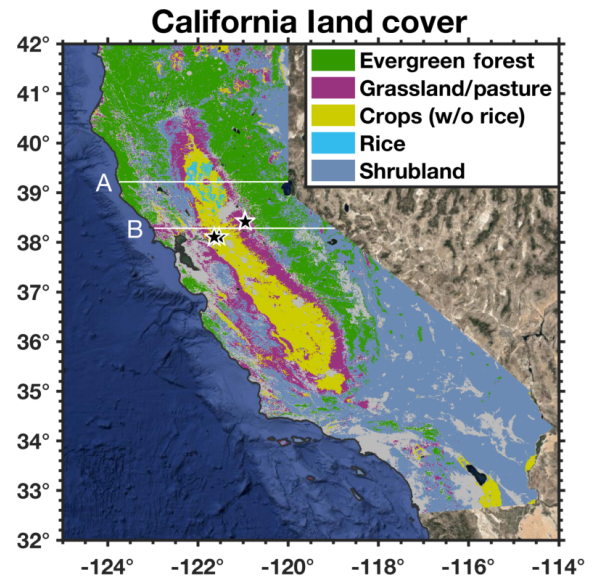 California land cover
42°
41°
40°
39°
38°
37°
36°
35°
34°
33°
32°
Evergreen forest
Grassland/pasture
Crops (w/o rice)
Rice
Shrubland
A
B
-124° -122° -120° -118° -116° -114°